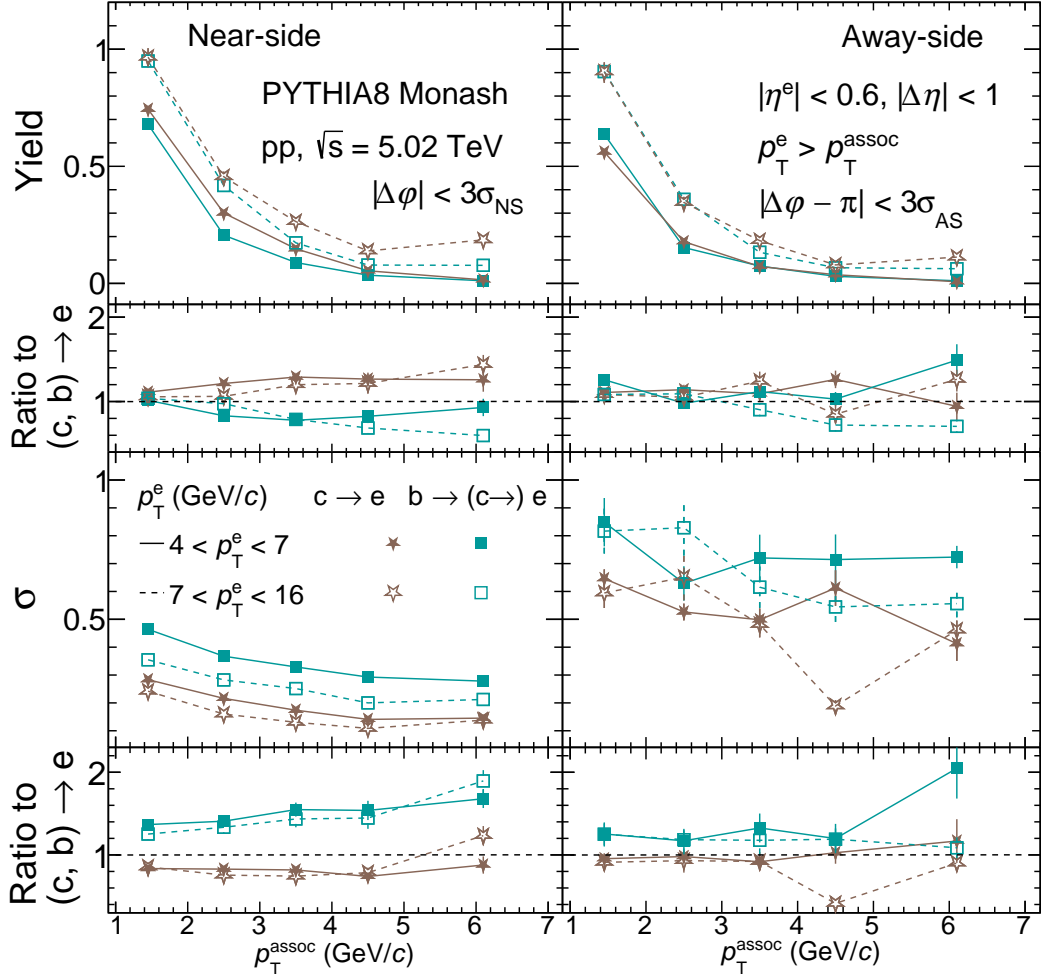 Near-side
Away-side
PYTHIA8 Monash
pp, √s = 5.02 TeV
|Δφ| < 3σ_NS
|η^e| < 0.6, |Δη| < 1
p_T^e > p_T^assoc
|Δφ − π| < 3σ_AS
Yield
1
0.5
0
Ratio to
(c, b) → e
2
1
σ
1
0.5
p_T^e (GeV/c) c → e b → (c→) e
4 < p_T^e < 7
7 < p_T^e < 16
Ratio to
(c, b) → e
2
1
1 2 3 4 5 6 7
1 2 3 4 5 6 7
p_T^assoc (GeV/c)
p_T^assoc (GeV/c)